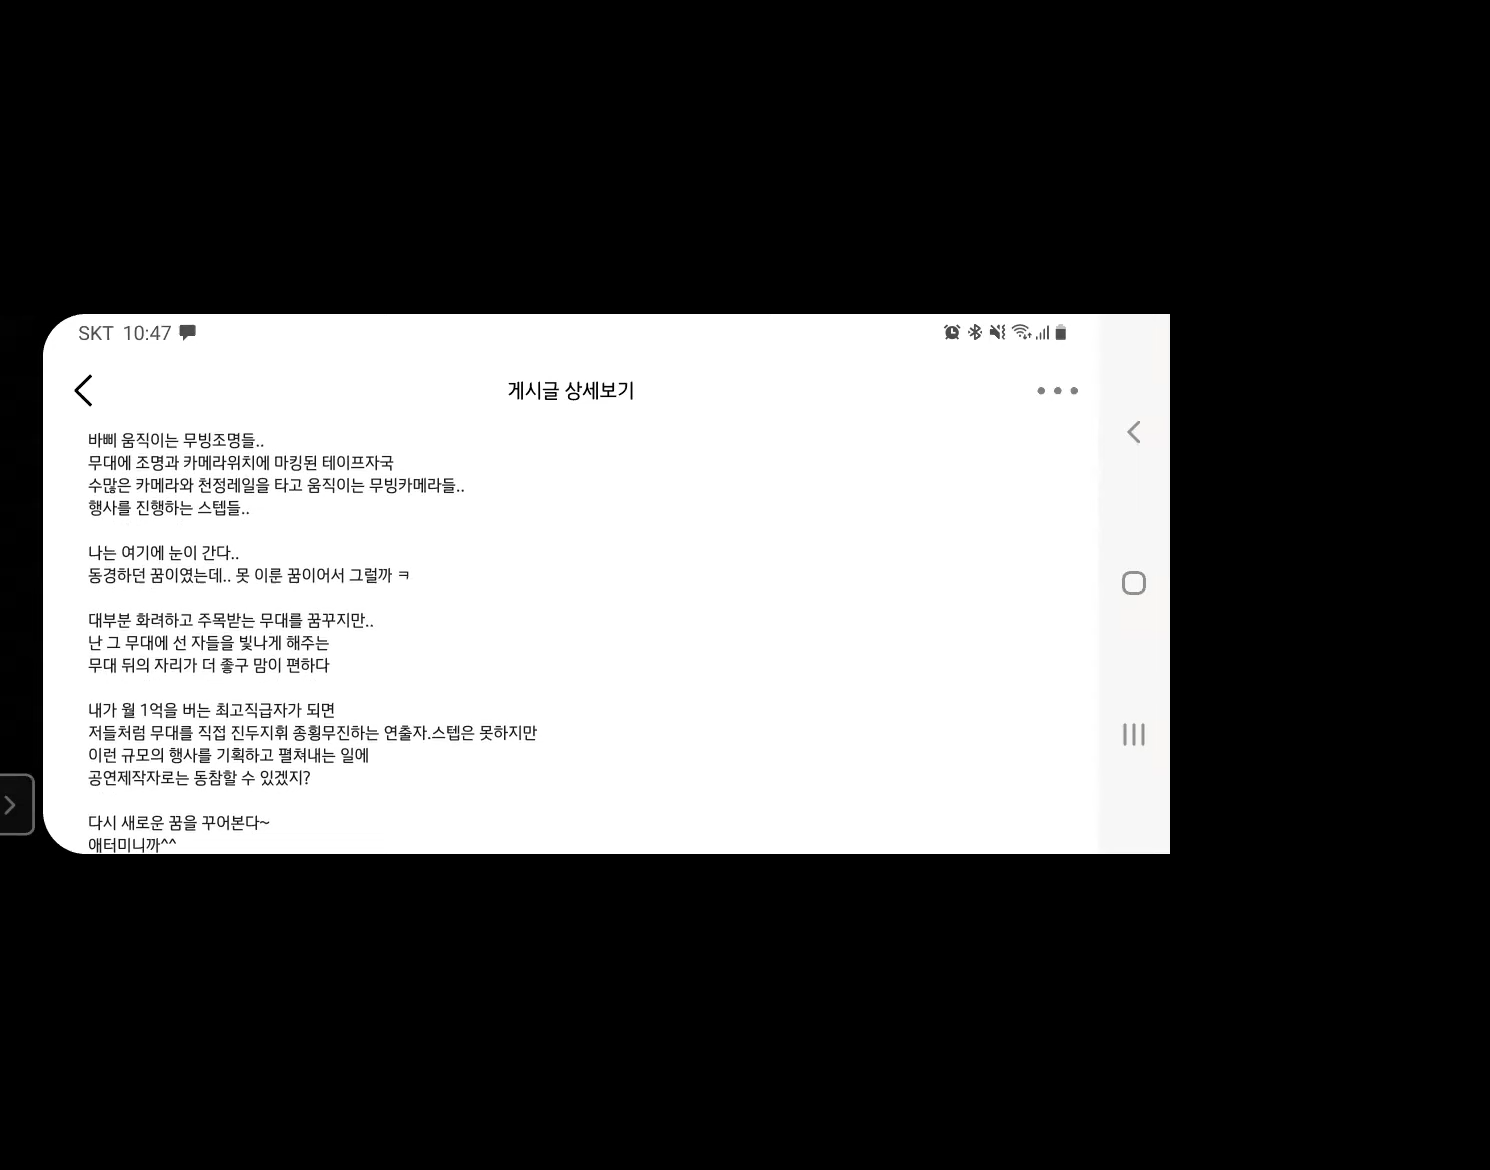 SKT 10:47
게시글 상세보기
바삐 움직이는 무빙조명들..
무대에 조명과 카메라위치에 마킹된 테이프자국
수많은 카메라와 천정레일을 타고 움직이는 무빙카메라들..
행사를 진행하는 스텝들..
나는 여기에 눈이 간다..
동경하던 꿈이였는데.. 못 이룬 꿈이어서 그럴까 ㅋ
대부분 화려하고 주목받는 무대를 꿈꾸지만..
난 그 무대에 선 자들을 빛나게 해주는
무대 뒤의 자리가 더 좋구 맘이 편하다
내가 월 1억을 버는 최고직급자가 되면
저들처럼 무대를 직접 진두지휘 종횡무진하는 연출자.스텝은 못하지만
이런 규모의 행사를 기획하고 펼쳐내는 일에
공연제작자로는 동참할 수 있겠지?
다시 새로운 꿈을 꾸어본다~
애터미니까^^